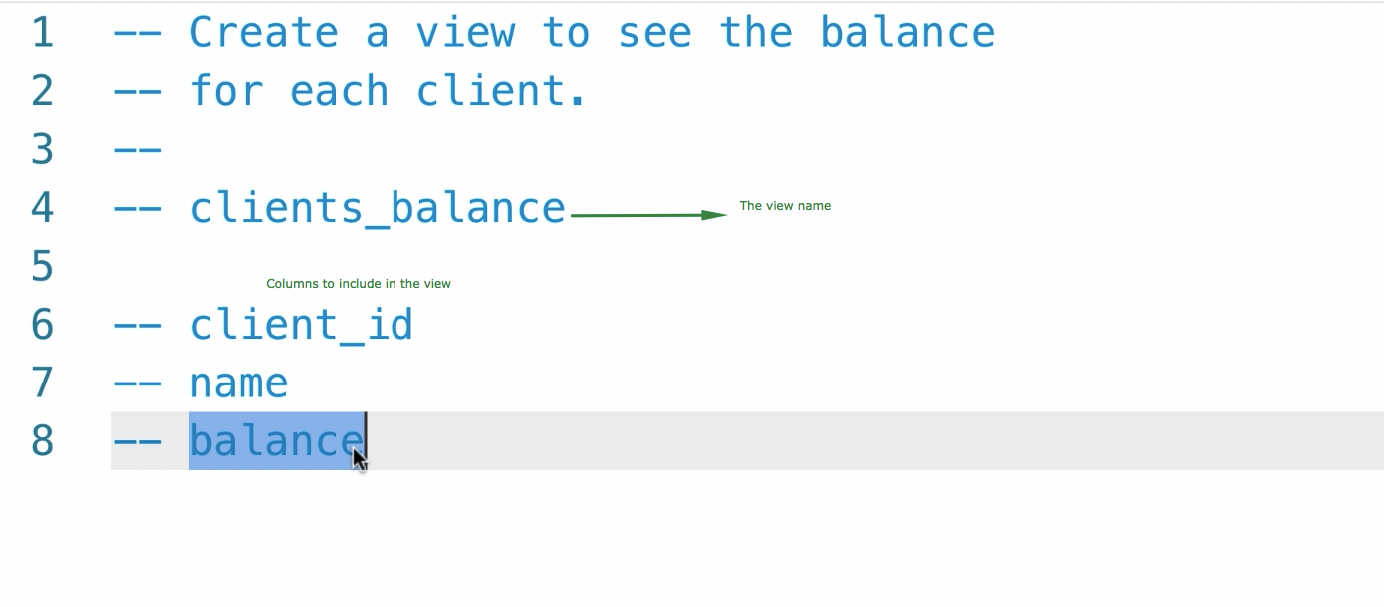 1 -- Create a view to see the balance
2 -- for each client.
3 --
4 -- clients_balance The view name
5
Columns to include in the view
6 -- client_id
7 -- name
8 -- balance